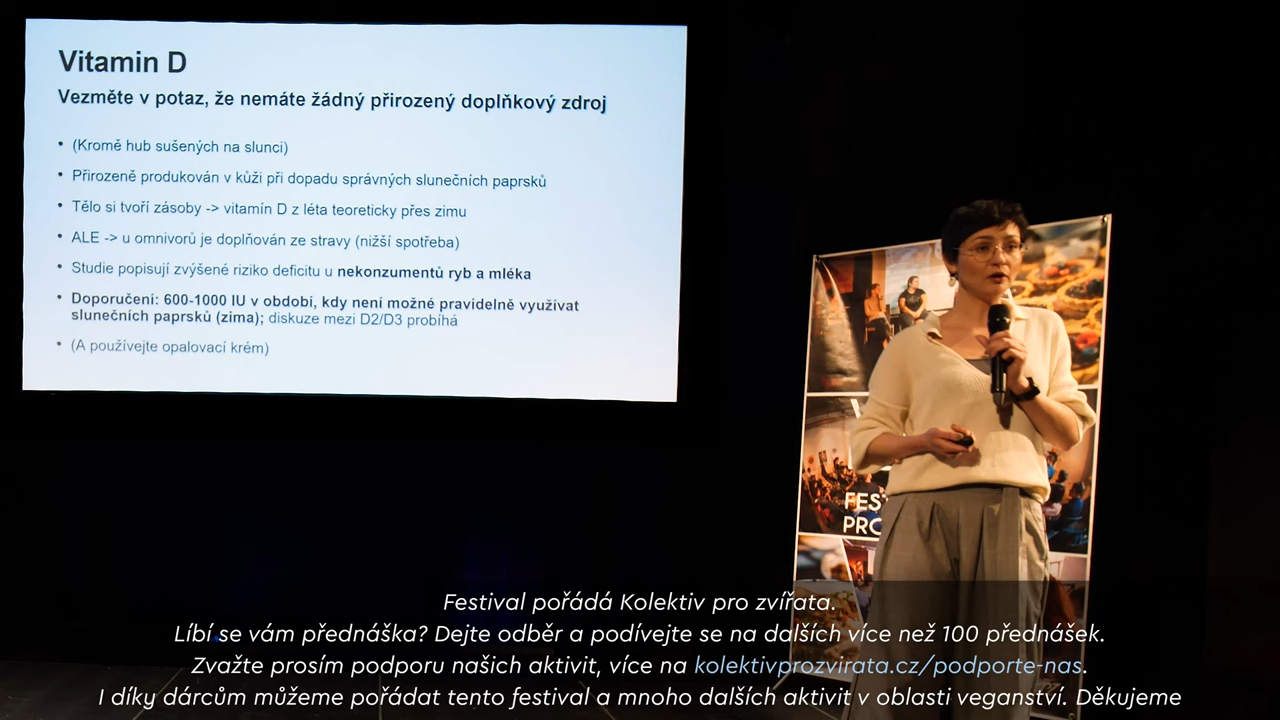 Vitamin D
Vezměte v potaz, že nemáte žádný přirozený doplňkový zdroj
• (Kromě hub sušených na slunci)
• Přirozeně produkován v kůži při dopadu správných slunečních paprsků
• Tělo si tvoří zásoby -> vitamín D z léta teoreticky přes zimu
• ALE -> u omnivorů je doplňován ze stravy (nižší spotřeba)
• Studie popisují zvýšené riziko deficitu u nekonzumentů ryb a mléka
• Doporučení: 600-1000 IU v období, kdy není možné pravidelně využívat
slunečních paprsků (zima); diskuze mezi D2/D3 probíhá
• (A používejte opalovací krém)
FES
PRO
Festival pořádá Kolektiv pro zvířata.
Líbí se vám přednáška? Dejte odběr a podívejte se na dalších více než 100 přednášek.
Zvažte prosím podporu našich aktivit, více na kolektivprozvirata.cz/podporte-nas.
I díky dárcům můžeme pořádat tento festival a mnoho dalších aktivit v oblasti veganství. Děkujeme